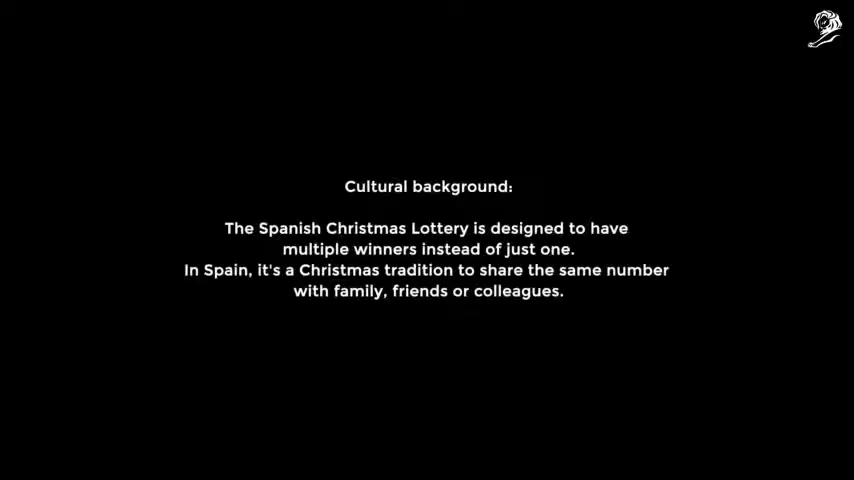 Cultural background:
The Spanish Christmas Lottery is designed to have
multiple winners instead of just one.
In Spain, it's a Christmas tradition to share the same number
with family, friends or colleagues.